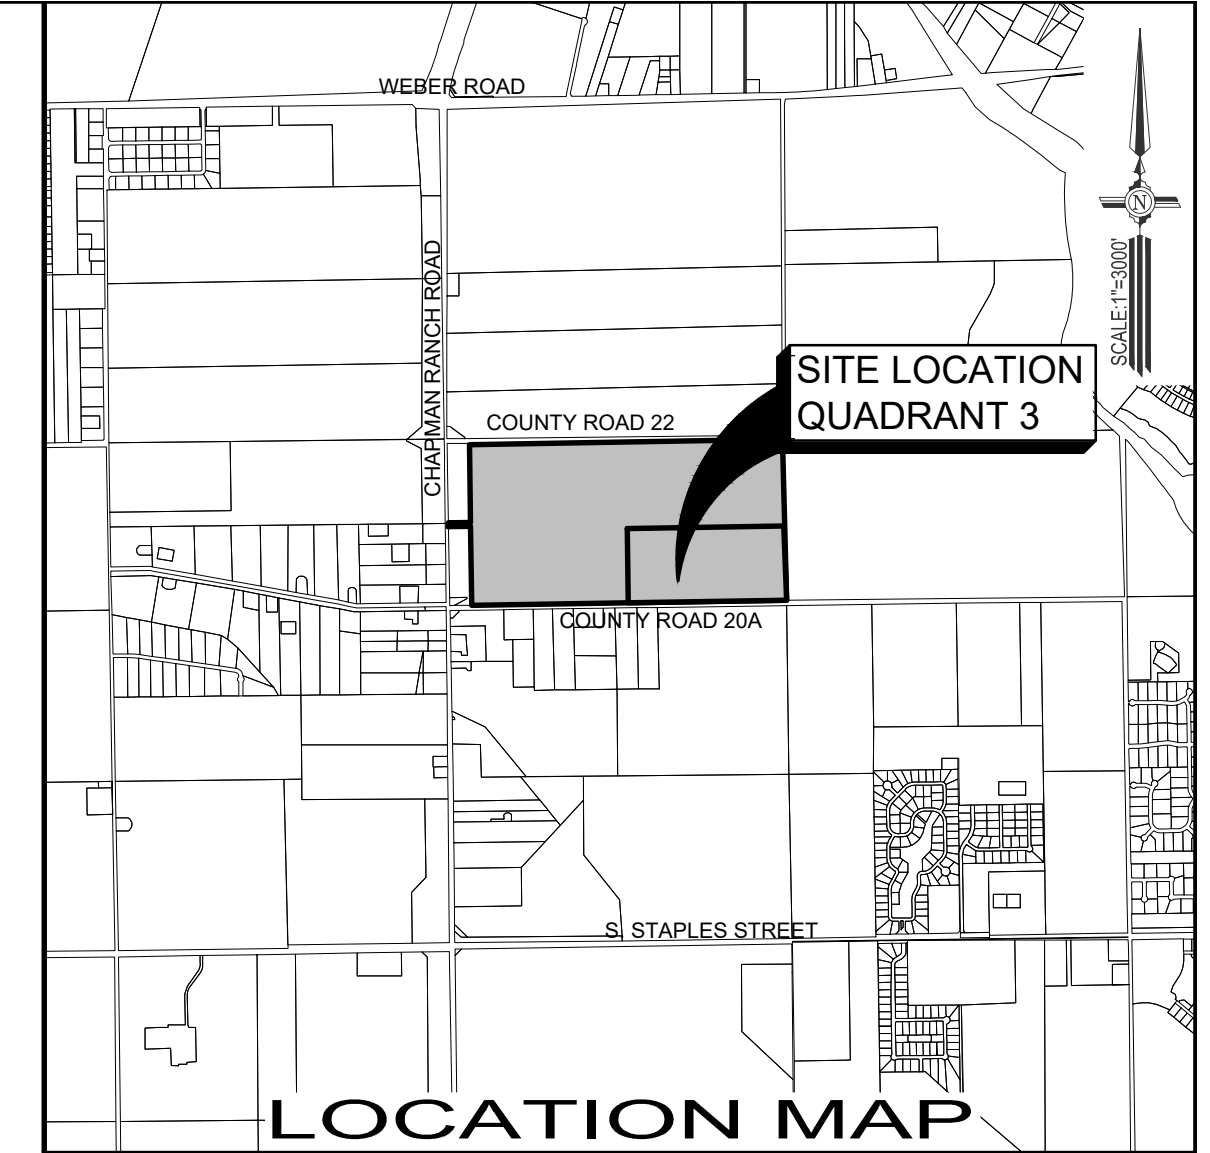 WEBER ROAD
N
SCALE:1"=3000'
CHAPMAN RANCH ROAD
SITE LOCATION
QUADRANT 3
COUNTY ROAD 22
COUNTY ROAD 20A
S. STAPLES STREET
LOCATION MAP